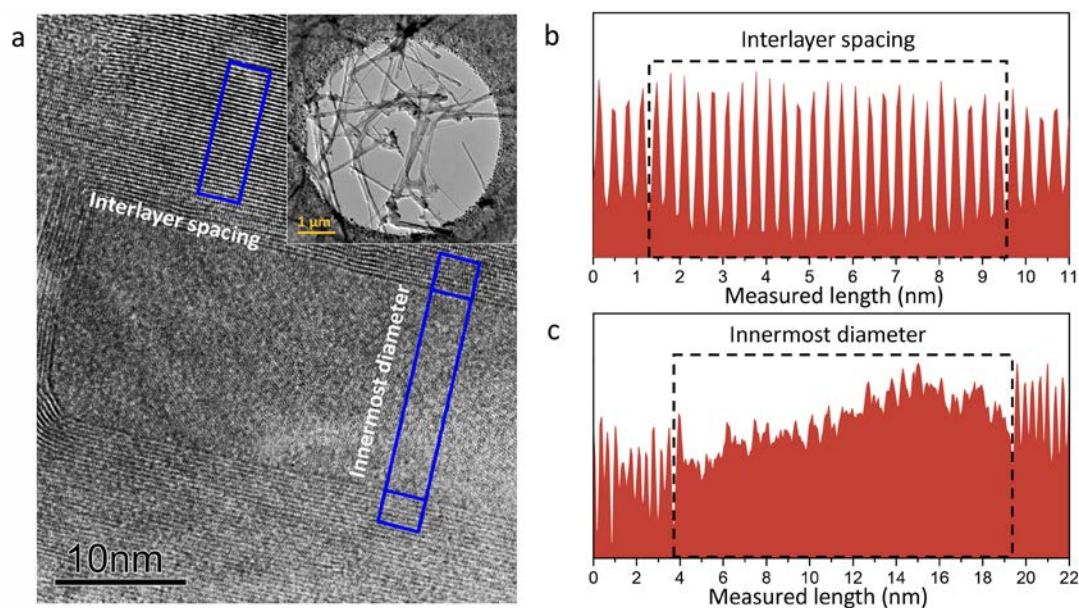 a
Interlayer spacing
Innermost diameter
1 μm
10nm
b
Interlayer spacing
0 1 2 3 4 5 6 7 8 9 10 11
Measured length (nm)
c
Innermost diameter
0 2 4 6 8 10 12 14 16 18 20 22
Measured length (nm)